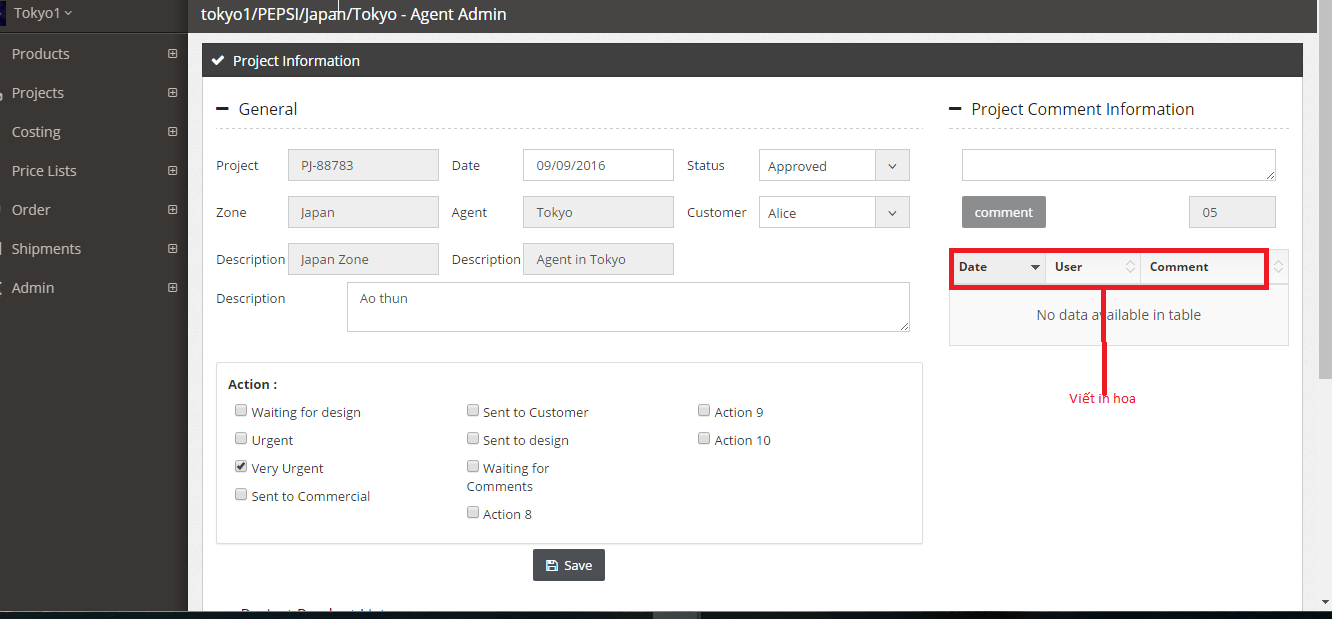 Tokyo1
tokyo1/PEPSI/Japan/Tokyo - Agent Admin
Products
Projects
Costing
Price Lists
Order
Shipments
Admin
Project Information
General
Project PJ-88783 Date 09/09/2016 Status Approved
Zone Japan Agent Tokyo Customer Alice
Description Japan Zone Description Agent in Tokyo
Description Ao thun
Action :
Waiting for design
Urgent
Very Urgent
Sent to Commercial
Sent to Customer
Sent to design
Waiting for
Comments
Action 8
Action 9
Action 10
Save
Project Comment Information
comment 05
Date User Comment
No data available in table
Viết in hoa